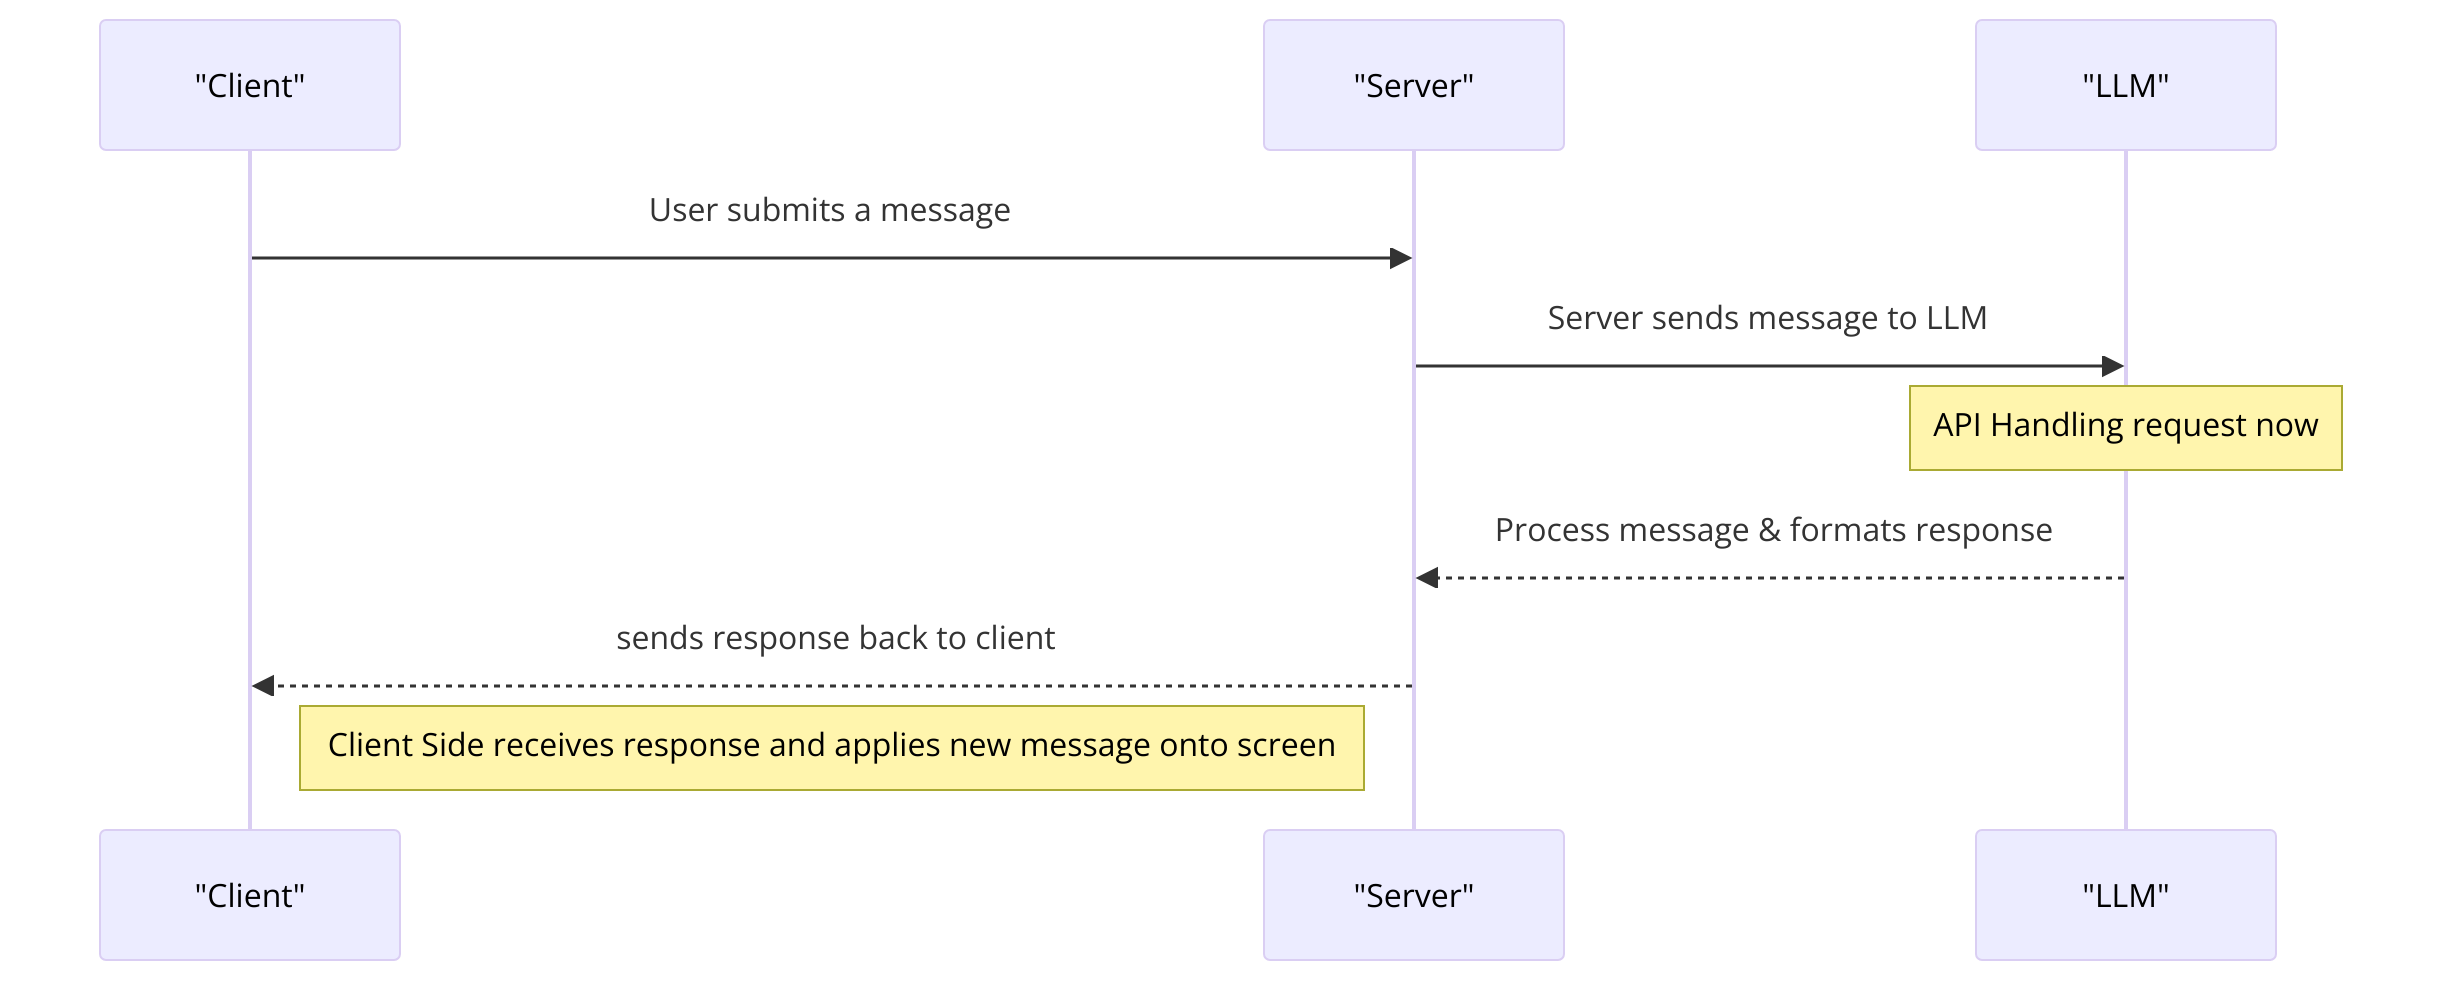 "Client"
"Server"
"LLM"
User submits a message
Server sends message to LLM
API Handling request now
Process message & formats response
sends response back to client
Client Side receives response and applies new message onto screen
"Client"
"Server"
"LLM"